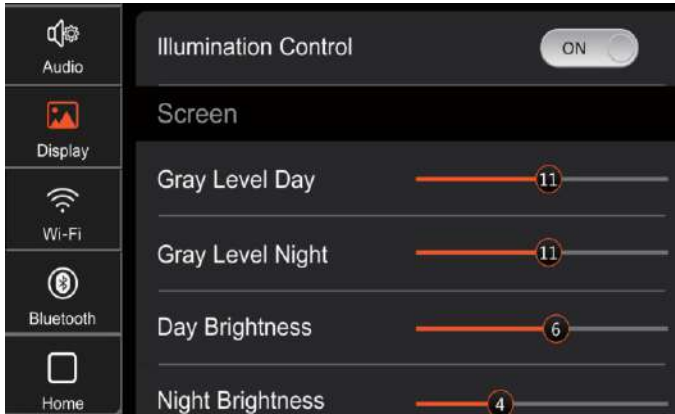 Audio
Display
Wi-Fi
Bluetooth
Home
Illumination Control ON
Screen
Gray Level Day 11
Gray Level Night 11
Day Brightness 6
Night Brightness 4